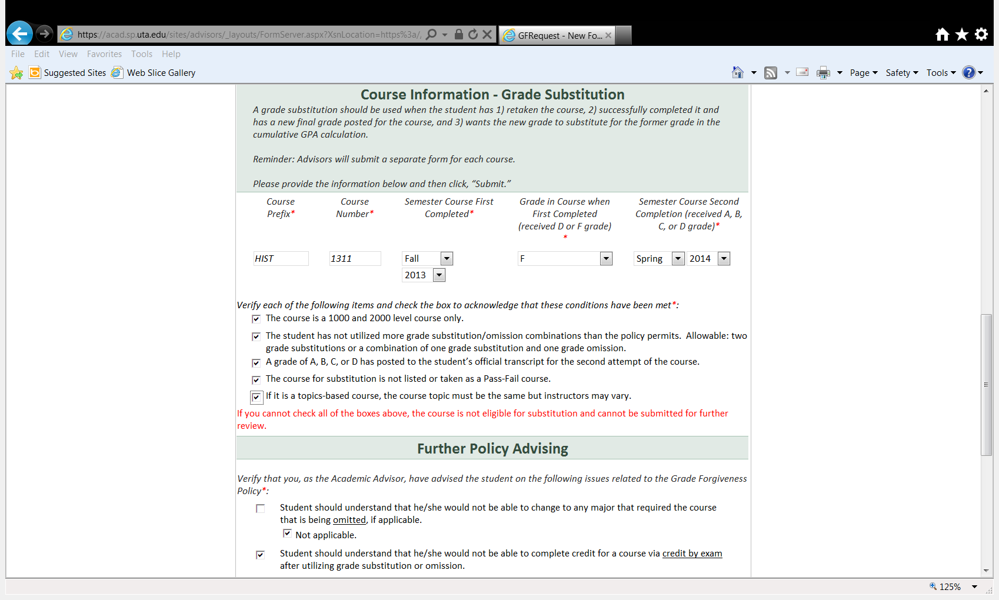 https://acad.sp.uta.edu/sites/advisors/_layouts/FormServer.aspx?XsnLocation=https%3a/
GFRequest - New Fo...
File Edit View Favorites Tools Help
Suggested Sites Web Slice Gallery
Page Safety Tools
Course Information - Grade Substitution
A grade substitution should be used when the student has 1) retaken the course, 2) successfully completed it and
has a new final grade posted for the course, and 3) wants the new grade to substitute for the former grade in the
cumulative GPA calculation.
Reminder: Advisors will submit a separate form for each course.
Please provide the information below and then click, “Submit.”
Course Prefix*
Course Number*
Semester Course First Completed*
Grade in Course when First Completed (received D or F grade) *
Semester Course Second Completion (received A, B, C, or D grade)*
HIST 1311 Fall F Spring 2014
2013
Verify each of the following items and check the box to acknowledge that these conditions have been met*:
The course is a 1000 and 2000 level course only.
The student has not utilized more grade substitution/omission combinations than the policy permits. Allowable: two
grade substitutions or a combination of one grade substitution and one grade omission.
A grade of A, B, C, or D has posted to the student’s official transcript for the second attempt of the course.
The course for substitution is not listed or taken as a Pass-Fail course.
If it is a topics-based course, the course topic must be the same but instructors may vary.
If you cannot check all of the boxes above, the course is not eligible for substitution and cannot be submitted for further
review.
Further Policy Advising
Verify that you, as the Academic Advisor, have advised the student on the following issues related to the Grade Forgiveness
Policy*:
Student should understand that he/she would not be able to change to any major that required the course
that is being omitted, if applicable.
Not applicable.
Student should understand that he/she would not be able to complete credit for a course via credit by exam
after utilizing grade substitution or omission.
125%